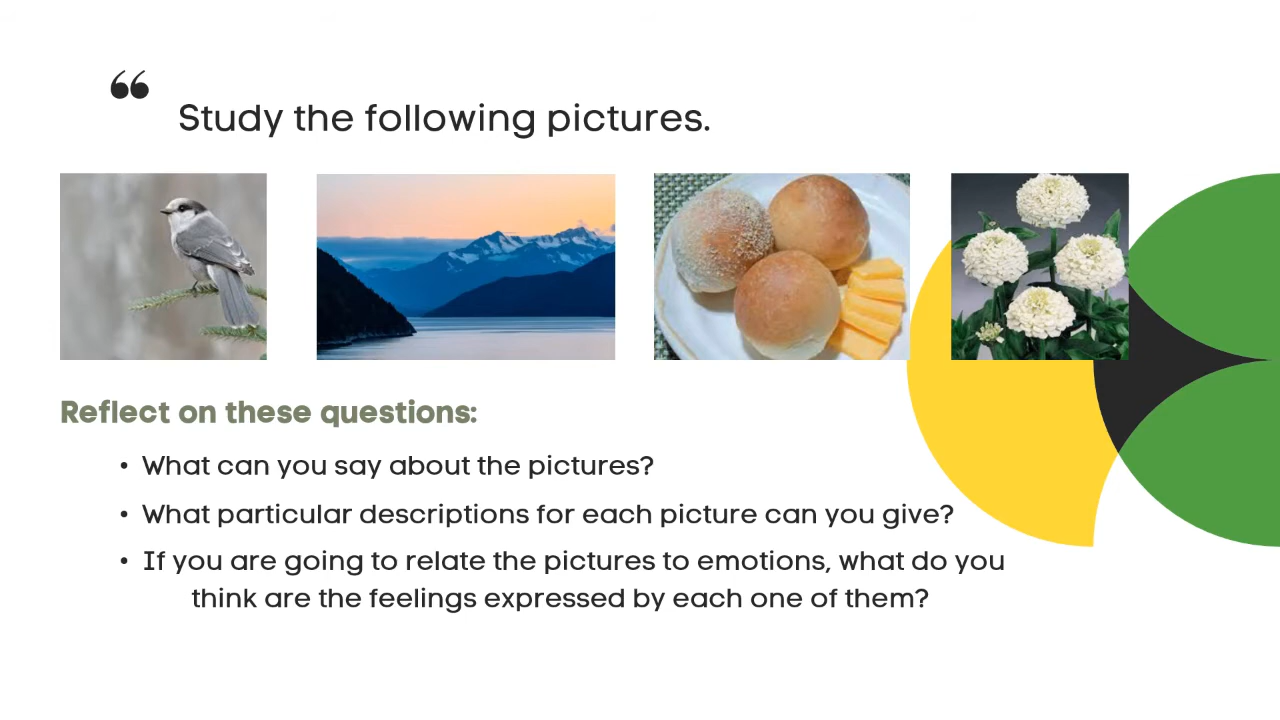 “ Study the following pictures.
Reflect on these questions:
• What can you say about the pictures?
• What particular descriptions for each picture can you give?
• If you are going to relate the pictures to emotions, what do you
think are the feelings expressed by each one of them?